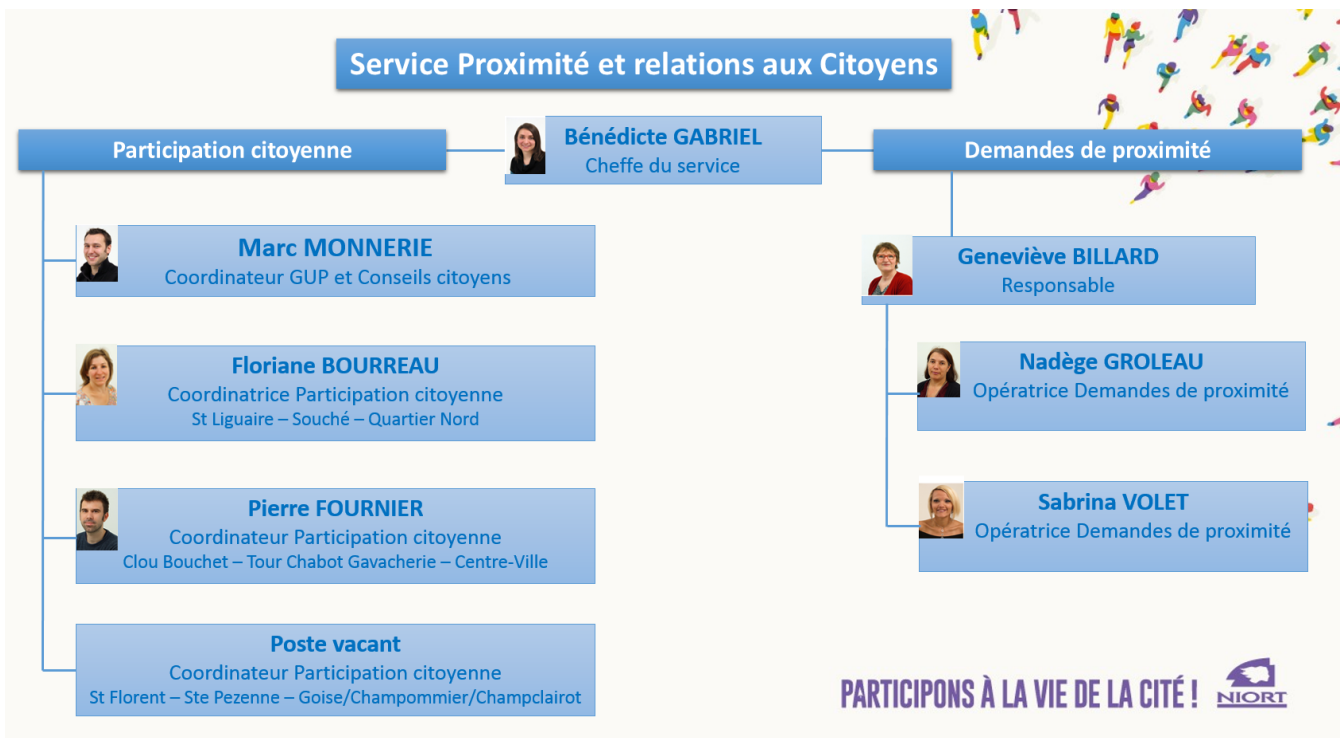 Service Proximité et relations aux Citoyens
Participation citoyenne
Bénédicte GABRIEL
Cheffe du service
Demandes de proximité
Marc MONNERIE
Coordinateur GUP et Conseils citoyens
Floriane BOURREAU
Coordinatrice Participation citoyenne
St Liguaire – Souché – Quartier Nord
Pierre FOURNIER
Coordinateur Participation citoyenne
Clou Bouchet – Tour Chabot Gavacherie – Centre-Ville
Poste vacant
Coordinateur Participation citoyenne
St Florent – Ste Pezenne – Goise/Champommier/Champclairot
Geneviève BILLARD
Responsable
Nadège GROLEAU
Opératrice Demandes de proximité
Sabrina VOLET
Opératrice Demandes de proximité
PARTICIPONS À LA VIE DE LA CITÉ !
NIORT